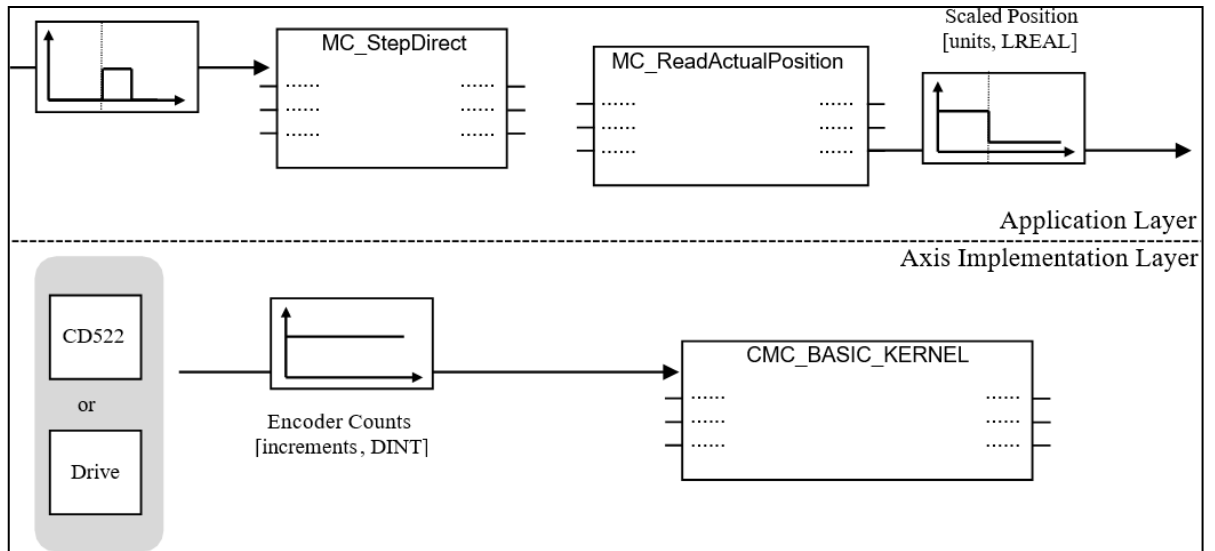 Scaled Position
[units, LREAL]
MC_StepDirect
...... ......
...... ......
...... ......
MC_ReadActualPosition
...... ......
...... ......
...... ......
Application Layer
Axis Implementation Layer
CD522
or
Drive
Encoder Counts
[increments, DINT]
CMC_BASIC_KERNEL
...... ......
...... ......
...... ......